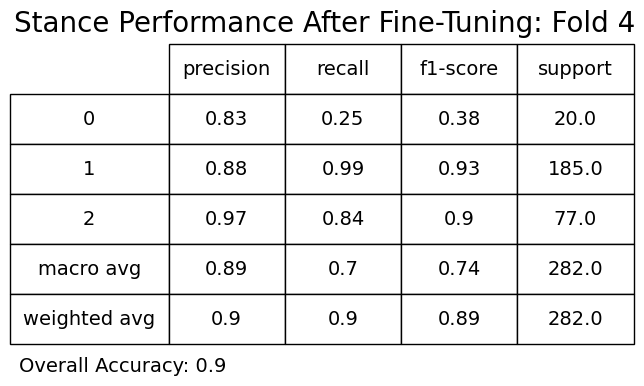 Stance Performance After Fine-Tuning: Fold 4
precision recall f1-score support
0 0.83 0.25 0.38 20.0
1 0.88 0.99 0.93 185.0
2 0.97 0.84 0.9 77.0
macro avg 0.89 0.7 0.74 282.0
weighted avg 0.9 0.9 0.89 282.0
Overall Accuracy: 0.9